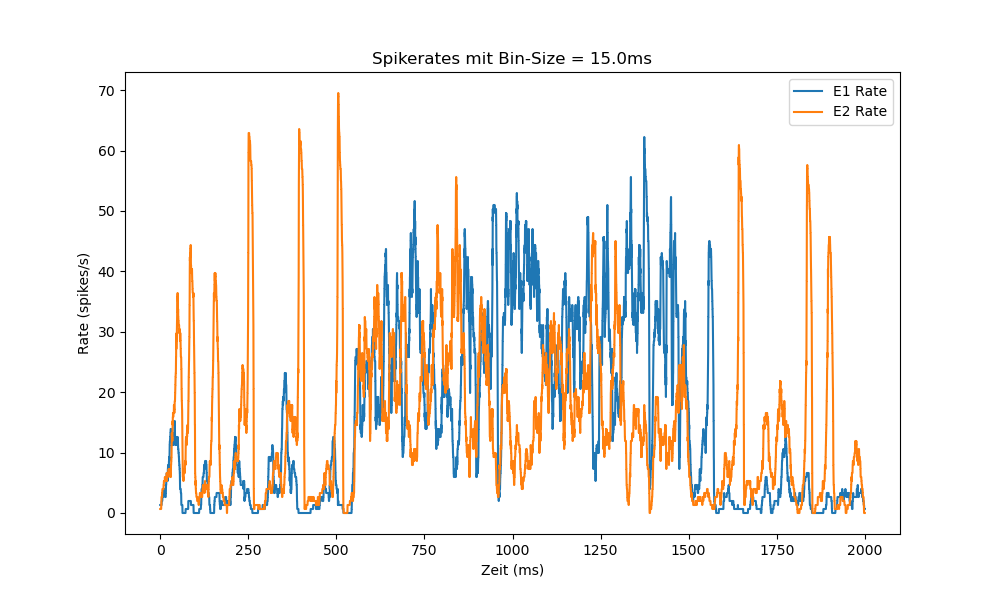 Spikerates mit Bin-Size = 15.0ms
E1 Rate
E2 Rate
Rate (spikes/s)
70
60
50
40
30
20
10
0
0 250 500 750 1000 1250 1500 1750 2000
Zeit (ms)